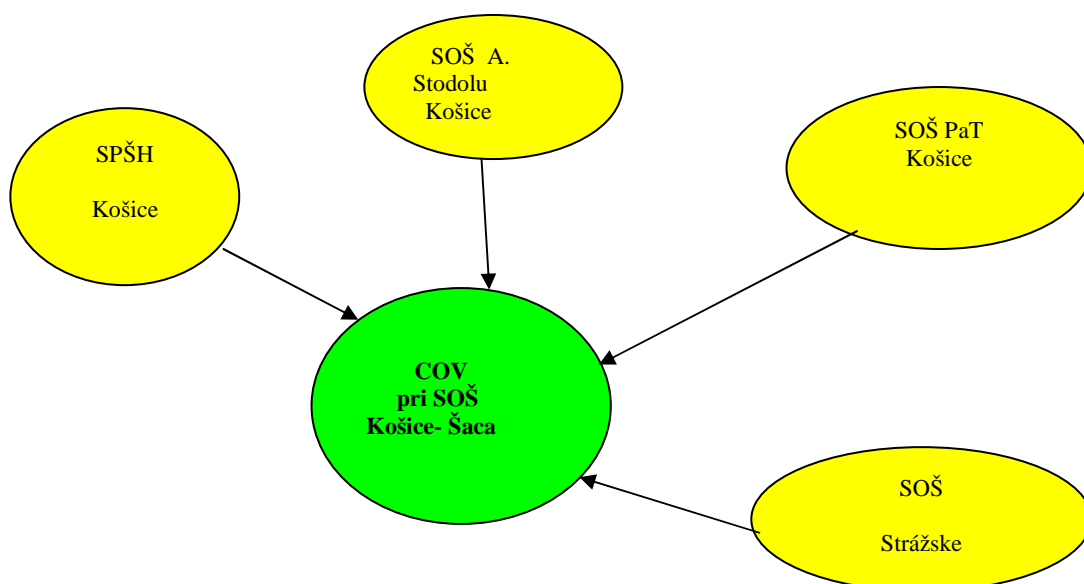 SOŠ A.
Stodolu
Košice
SPŠH
Košice
SOŠ PaT
Košice
COV
pri SOŠ
Košice- Šaca
SOŠ
Strážske